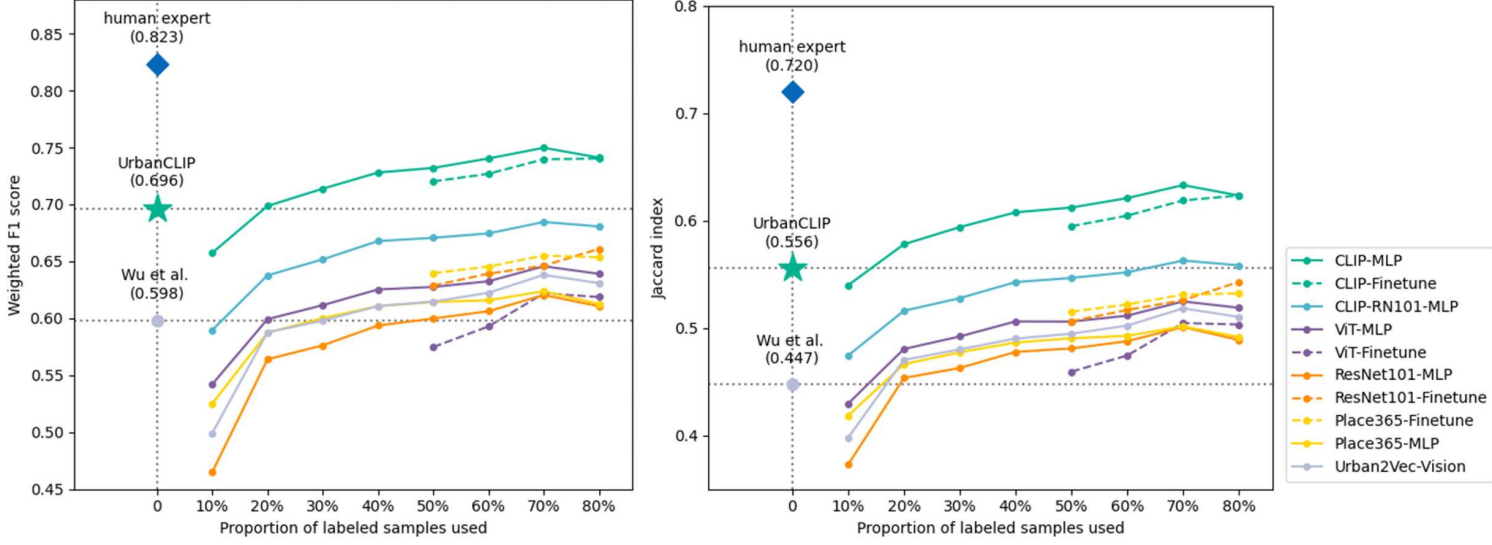 human expert
(0.823)
UrbanCLIP
(0.696)
Wu et al.
(0.598)
0.85
0.80
0.75
0.70
0.65
0.60
0.55
0.50
0.45
Weighted F1 score
0 10% 20% 30% 40% 50% 60% 70% 80%
Proportion of labeled samples used
human expert
(0.720)
UrbanCLIP
(0.556)
Wu et al.
(0.447)
0.8
0.7
0.6
0.5
0.4
Jaccard index
0 10% 20% 30% 40% 50% 60% 70% 80%
Proportion of labeled samples used
CLIP-MLP
CLIP-Finetune
CLIP-RN101-MLP
ViT-MLP
ViT-Finetune
ResNet101-MLP
ResNet101-Finetune
Place365-Finetune
Place365-MLP
Urban2Vec-Vision